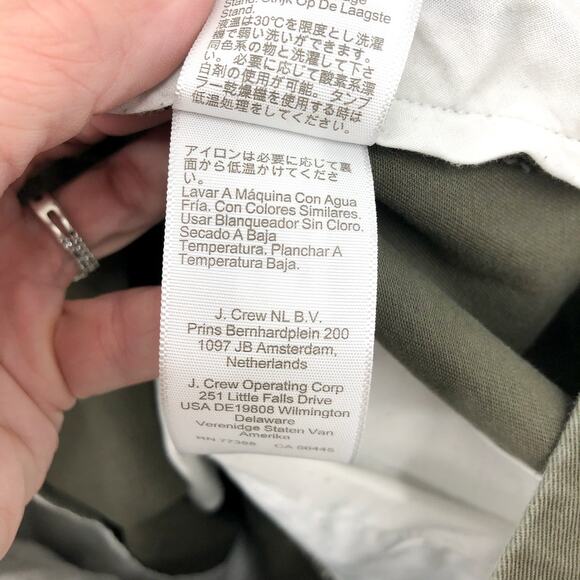 Stand. Strijk Op De Laagste
Stand.
液温は30℃を限度とし洗濯
機で弱い洗いができます。
同色系の物と洗濯して下さ
い。必要に応じて酸素系漂
白剤の使用が可能。タンブ
ラー乾燥機を使用する時は
低温処理をしてください。
アイロンは必要に応じて裏
面から低温かけてくださ
い。
Lavar A Máquina Con Agua
Fría. Con Colores Similares.
Usar Blanqueador Sin Cloro.
Secado A Baja
Temperatura. Planchar A
Temperatura Baja.
J. Crew NL B.V.
Prins Bernhardplein 200
1097 JB Amsterdam,
Netherlands
J. Crew Operating Corp
251 Little Falls Drive
USA DE19808 Wilmington
Delaware
Verenidge Staten Van
Amerika
RN 77388 CA 06445